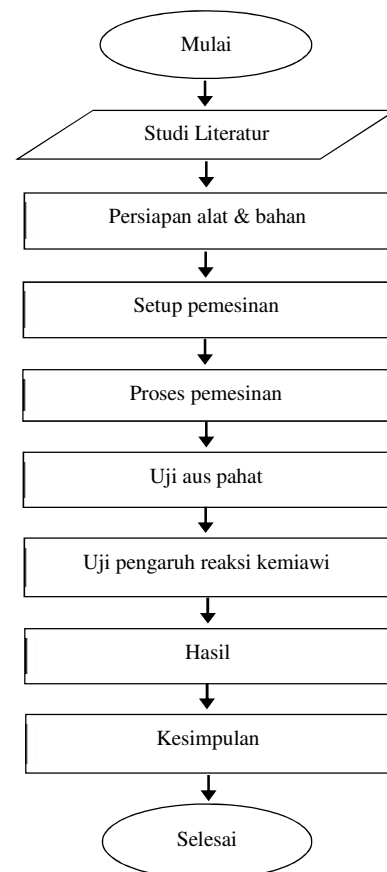 Mulai
Studi Literatur
Persiapan alat & bahan
Setup pemesinan
Proses pemesinan
Uji aus pahat
Uji pengaruh reaksi kemiawi
Hasil
Kesimpulan
Selesai